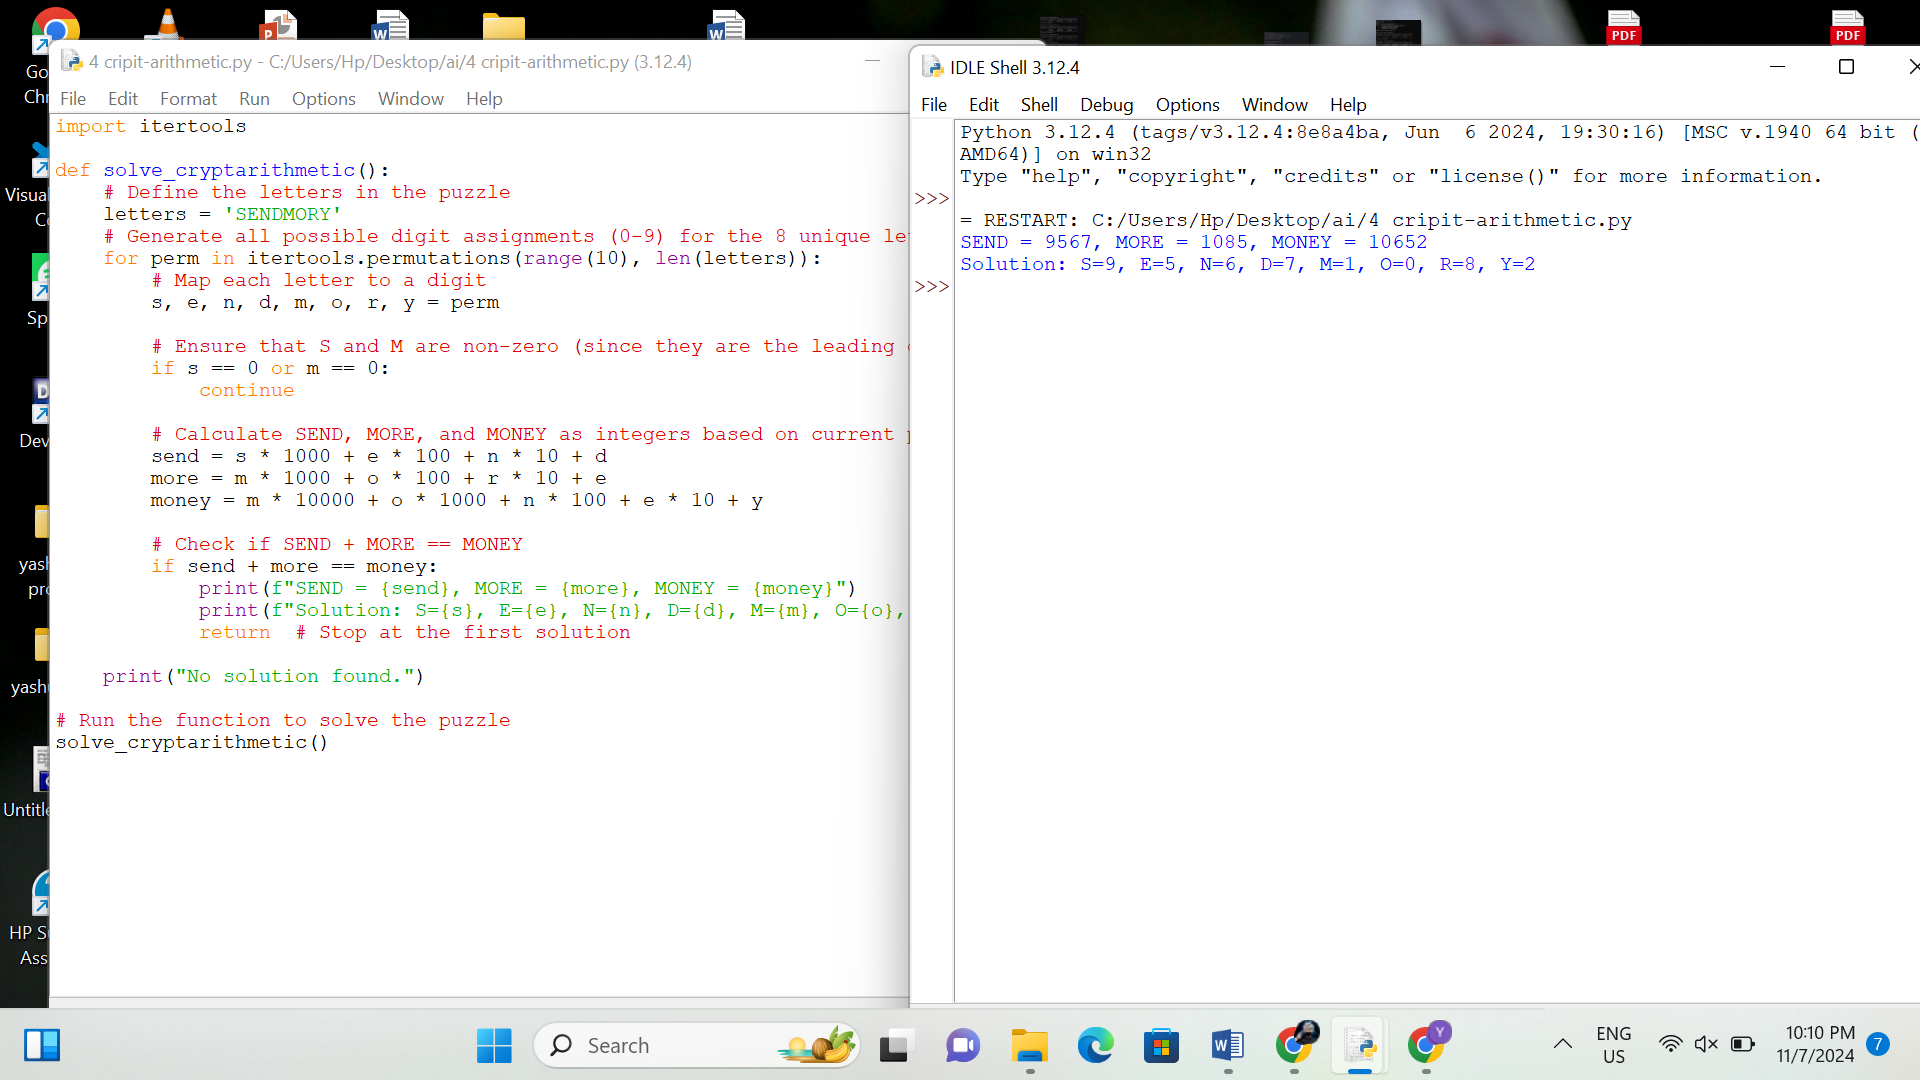 4 cripit-arithmetic.py - C:/Users/Hp/Desktop/ai/4 cripit-arithmetic.py (3.12.4)
File Edit Format Run Options Window Help
import itertools
def solve_cryptarithmetic():
# Define the letters in the puzzle
letters = 'SENDMORY'
# Generate all possible digit assignments (0-9) for the 8 unique
for perm in itertools.permutations(range(10), len(letters)):
# Map each letter to a digit
s, e, n, d, m, o, r, y = perm
# Ensure that S and M are non-zero (since they are the leading
if s == 0 or m == 0:
continue
# Calculate SEND, MORE, and MONEY as integers based on current
send = s * 1000 + e * 100 + n * 10 + d
more = m * 1000 + o * 100 + r * 10 + e
money = m * 10000 + o * 1000 + n * 100 + e * 10 + y
# Check if SEND + MORE == MONEY
if send + more == money:
print(f"SEND = {send}, MORE = {more}, MONEY = {money}")
print(f"Solution: S={s}, E={e}, N={n}, D={d}, M={m}, O={o},
return # Stop at the first solution
print("No solution found.")
# Run the function to solve the puzzle
solve_cryptarithmetic()
IDLE Shell 3.12.4
File Edit Shell Debug Options Window Help
Python 3.12.4 (tags/v3.12.4:8e8a4ba, Jun 6 2024, 19:30:16) [MSC v.1940 64 bit (
AMD64)] on win32
Type "help", "copyright", "credits" or "license()" for more information.
>>>
= RESTART: C:/Users/Hp/Desktop/ai/4 cripit-arithmetic.py
SEND = 9567, MORE = 1085, MONEY = 10652
Solution: S=9, E=5, N=6, D=7, M=1, O=0, R=8, Y=2
>>>
PDF
PDF
Go
Chr
Visua
Co
Sp
Dev
yash
pro
yash
Untitle
HP S
Ass
Search
ENG
US
10:10 PM
11/7/2024
7